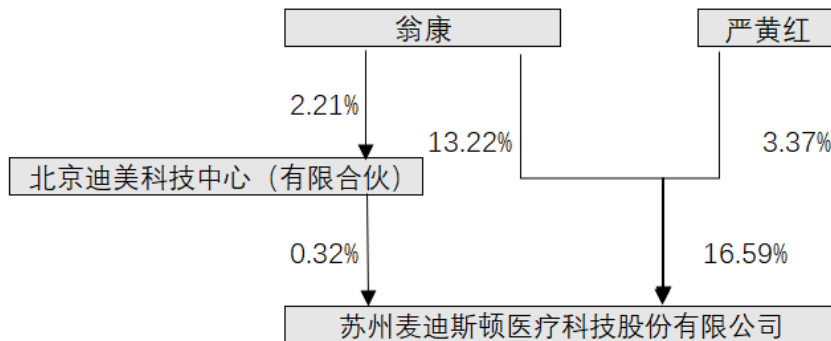 翁康
严黄红
2.21%
13.22%
3.37%
北京迪美科技中心（有限合伙）
0.32%
16.59%
苏州麦迪斯顿医疗科技股份有限公司